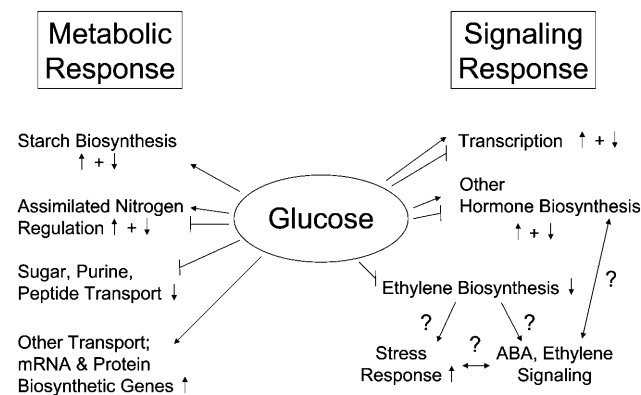 Metabolic
Response
Signaling
Response
Starch Biosynthesis
↑ + ↓
Assimilated Nitrogen
Regulation ↑ + ↓
Sugar, Purine,
Peptide Transport ↓
Other Transport;
mRNA & Protein
Biosynthetic Genes ↑
Glucose
Transcription ↑ + ↓
Other
Hormone Biosynthesis
↑ + ↓
?
Ethylene Biosynthesis ↓
? ?
Stress
Response ↑
?
ABA, Ethylene
Signaling